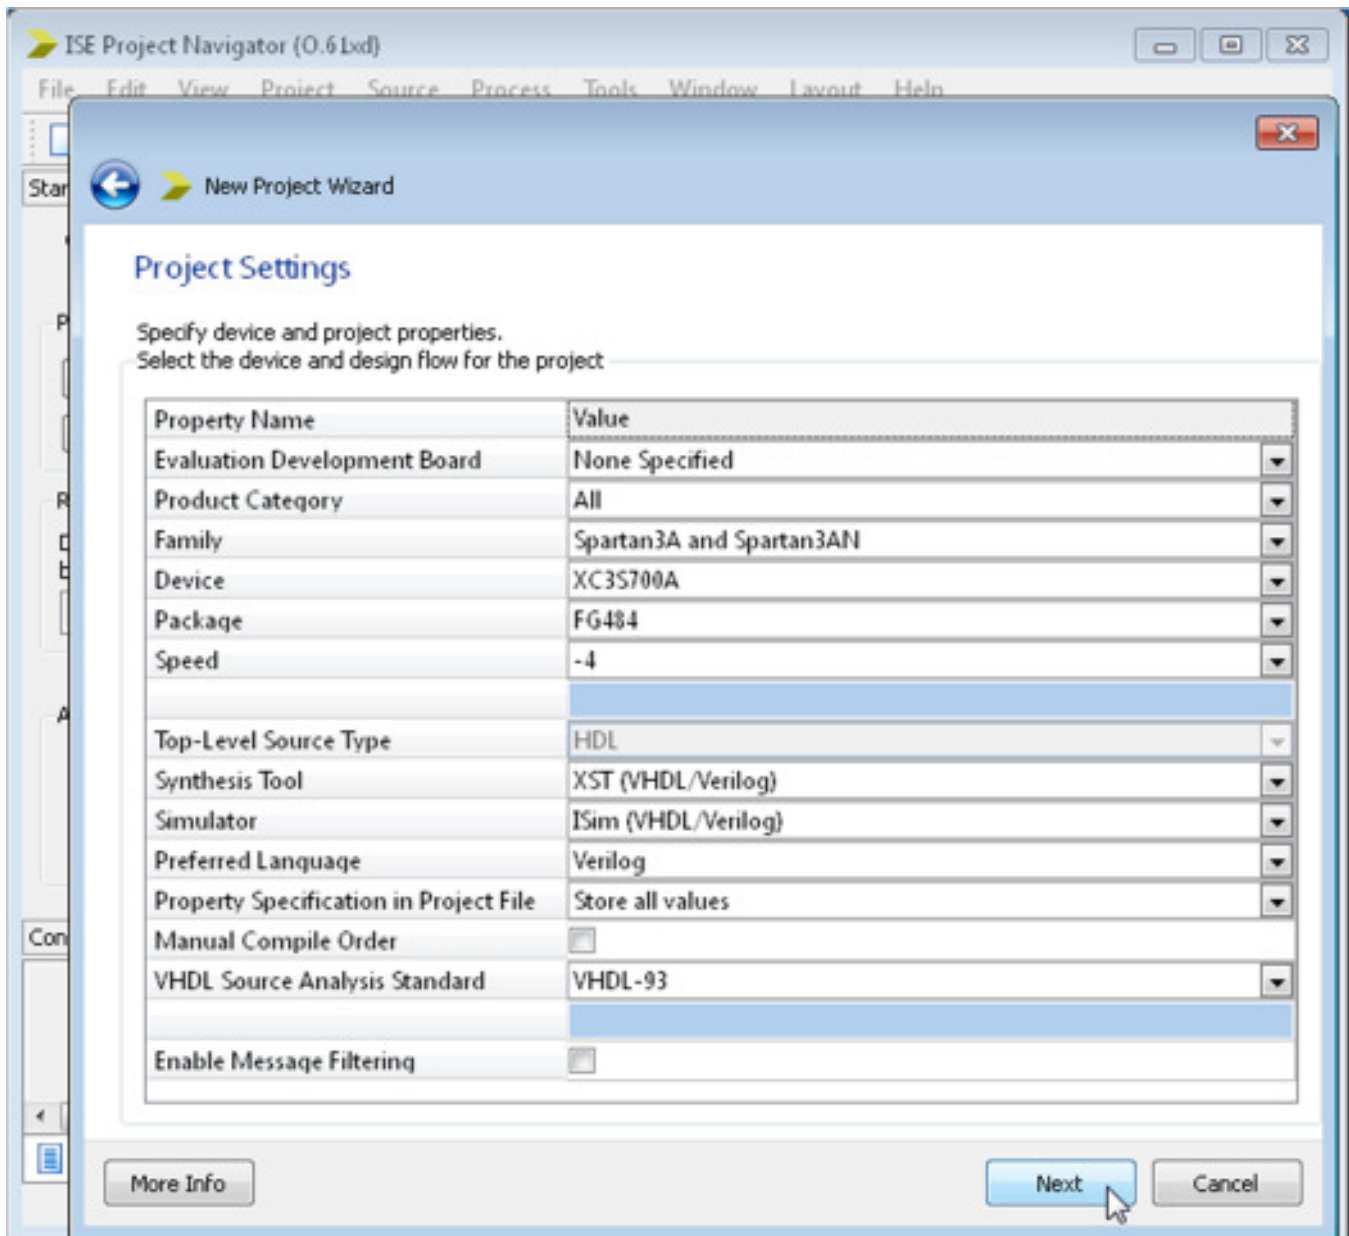 ISE Project Navigator (O.61xd)
File Edit View Project Source Process Tools Window Layout Help
Star
New Project Wizard
Project Settings
Specify device and project properties.
Select the device and design flow for the project
Property Name Value
Evaluation Development Board None Specified
Product Category All
Family Spartan3A and Spartan3AN
Device XC3S700A
Package FG484
Speed -4
Top-Level Source Type HDL
Synthesis Tool XST (VHDL/Verilog)
Simulator ISim (VHDL/Verilog)
Preferred Language Verilog
Property Specification in Project File Store all values
Manual Compile Order
Con
VHDL Source Analysis Standard VHDL-93
Enable Message Filtering
More Info Next Cancel